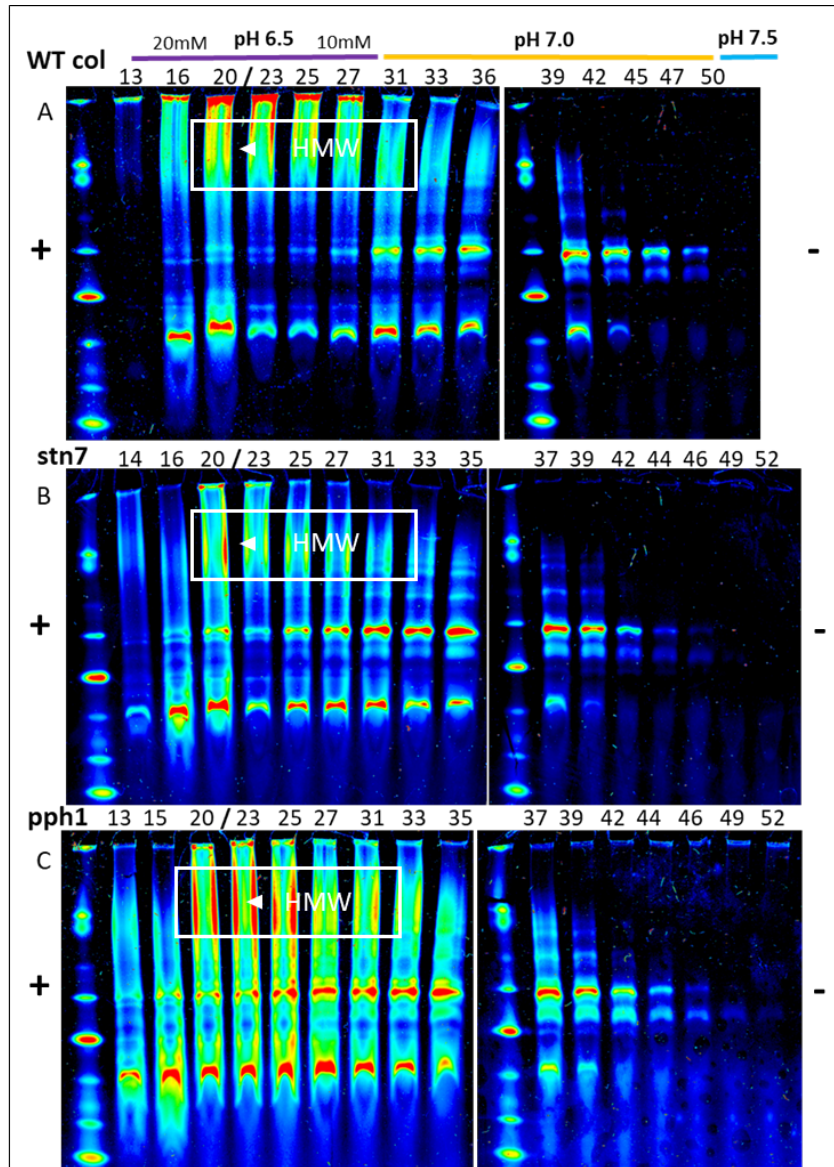 20mM pH 6.5 10mM pH 7.0 pH 7.5
WT col
13 16 20 / 23 25 27 31 33 36 39 42 45 47 50
A
HMW
+ -
stn7
14 16 20 / 23 25 27 31 33 35 37 39 42 44 46 49 52
B
HMW
+ -
pph1
13 15 20 / 23 25 27 31 33 35 37 39 42 44 46 49 52
C
HMW
+ -